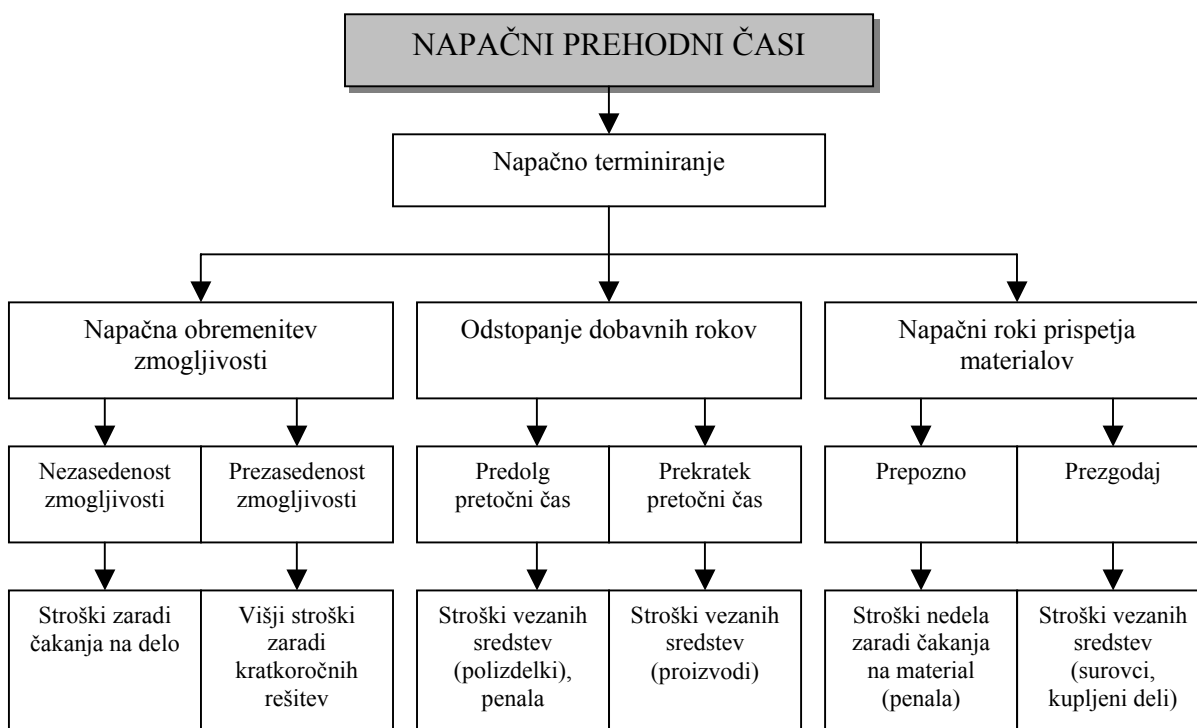 NAPAČNI PREHODNI ČASI
Napačno terminiranje
Napačna obremenitev
zmogljivosti
Odstopanje dobavnih rokov
Napačni roki prispetja
materialov
Nezasedenost
zmogljivosti
Prezasedenost
zmogljivosti
Predolg
pretočni čas
Prekratek
pretočni čas
Prepozno
Prezgodaj
Stroški zaradi
čakanja na delo
Višji stroški
zaradi
kratkoročnih
rešitev
Stroški vezanih
sredstev
(polizdelki),
penala
Stroški vezanih
sredstev
(proizvodi)
Stroški nedela
zaradi čakanja
na material
(penala)
Stroški vezanih
sredstev
(surovci,
kupljeni deli)